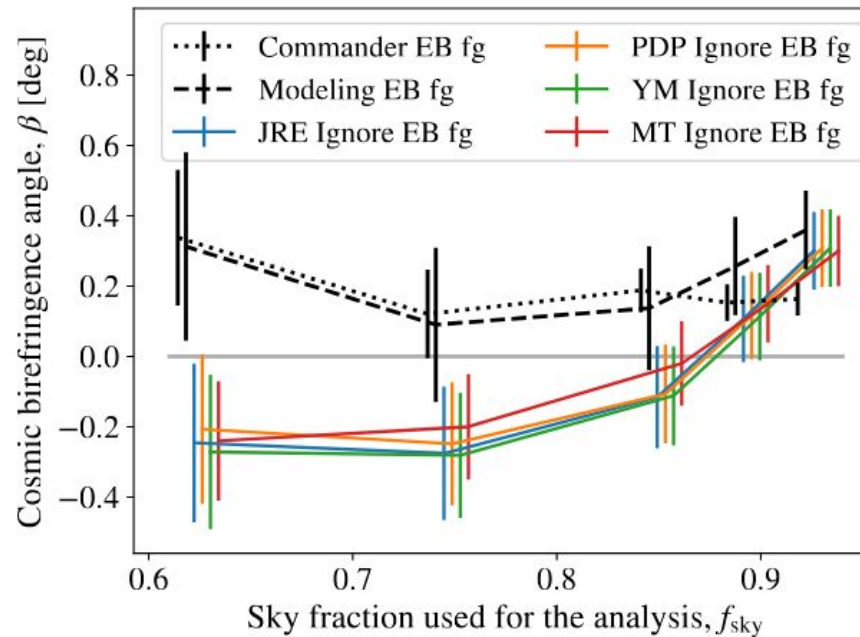 Cosmic birefringence angle, β [deg]
0.8
0.6
0.4
0.2
0.0
−0.2
−0.4
Commander EB fg
Modeling EB fg
JRE Ignore EB fg
PDP Ignore EB fg
YM Ignore EB fg
MT Ignore EB fg
0.6 0.7 0.8 0.9
Sky fraction used for the analysis, fsky